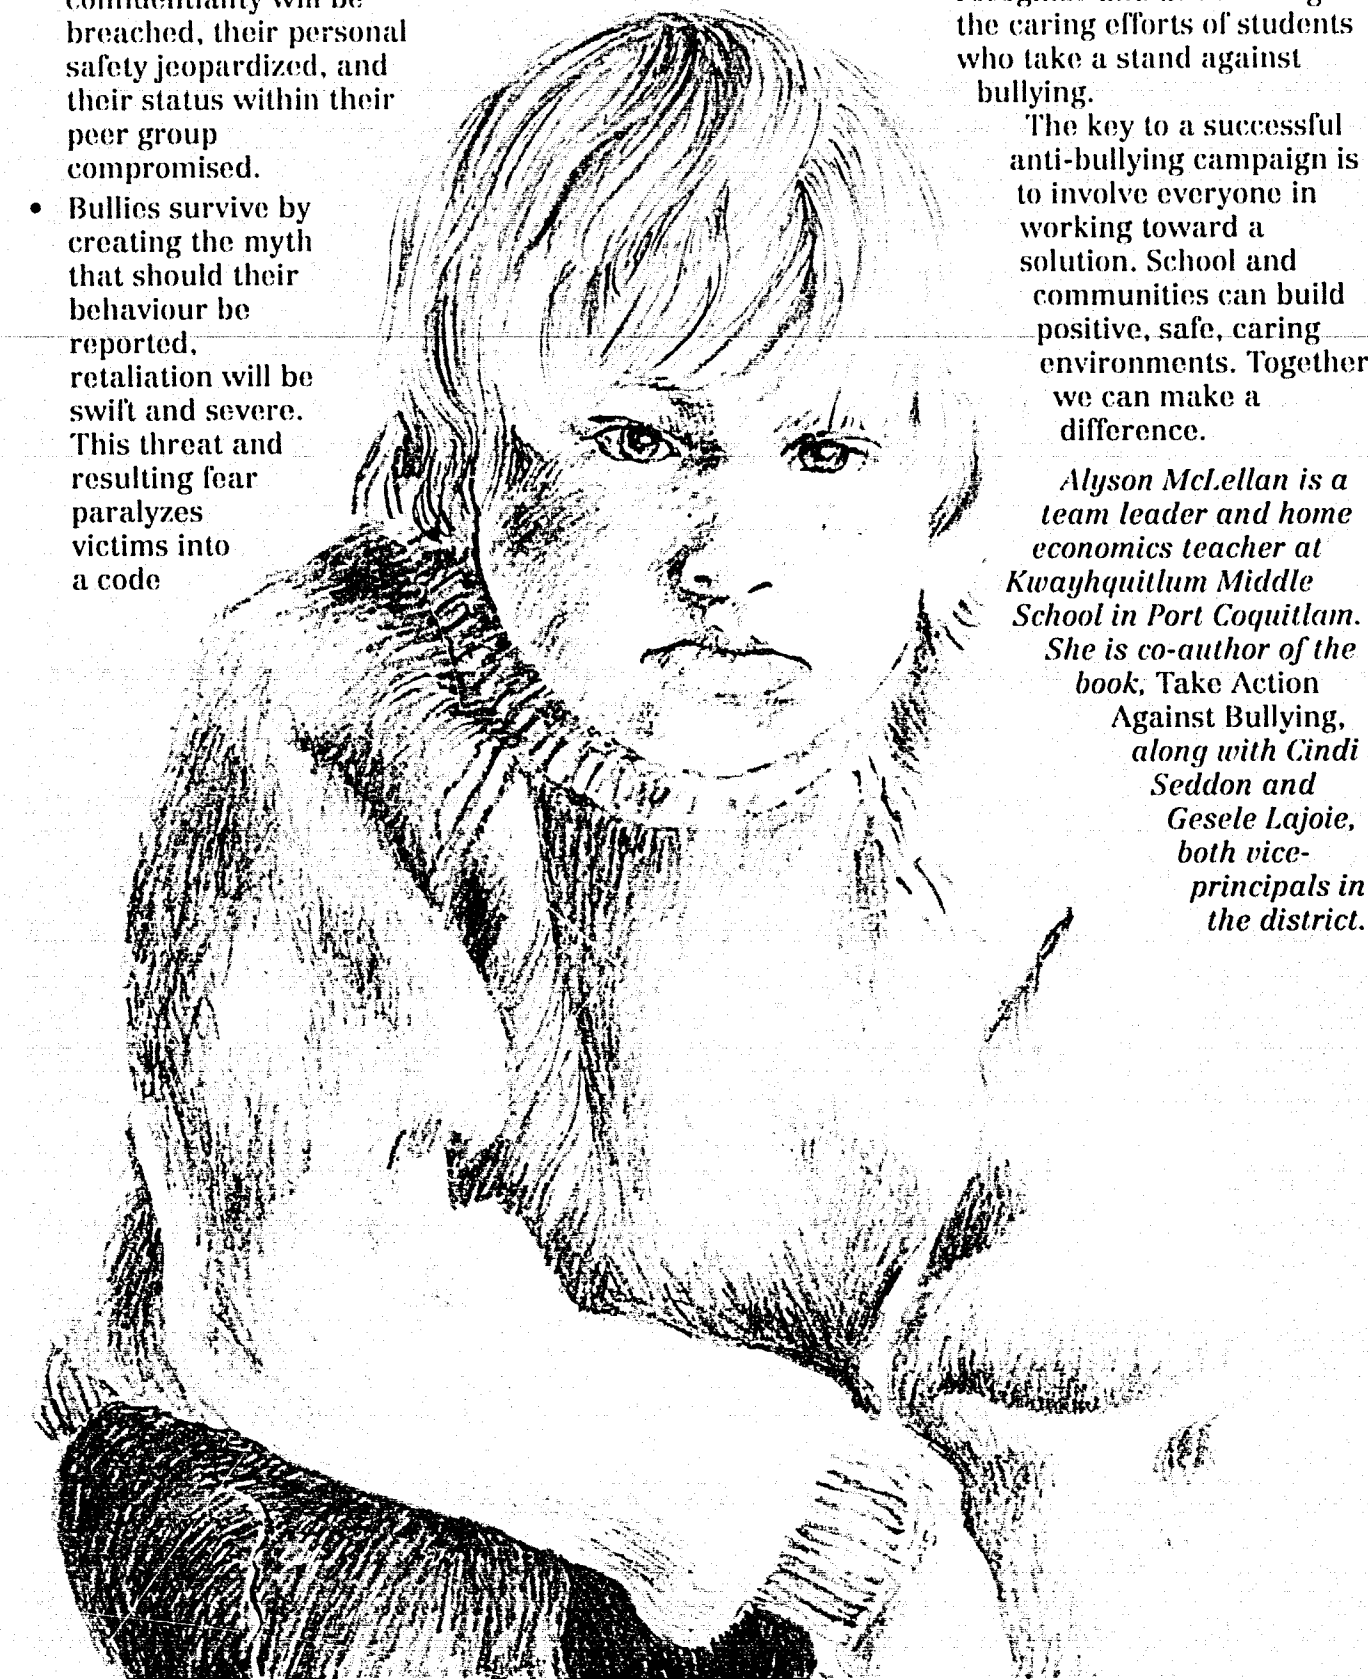 confidentiality will be
breached, their personal
safety jeopardized, and
their status within their
peer group
compromised.
• Bullies survive by
creating the myth
that should their
behaviour be
reported,
retaliation will be
swift and severe.
This threat and
resulting fear
paralyzes
victims into
a code
the caring efforts of students
who take a stand against
bullying.
The key to a successful
anti-bullying campaign is
to involve everyone in
working toward a
solution. School and
communities can build
positive, safe, caring
environments. Together
we can make a
difference.
Alyson McLellan is a
team leader and home
economics teacher at
Kwayhquitlum Middle
School in Port Coquitlam.
She is co-author of the
book, Take Action
Against Bullying,
along with Cindi
Seddon and
Gesele Lajoie,
both vice-
principals in
the district.